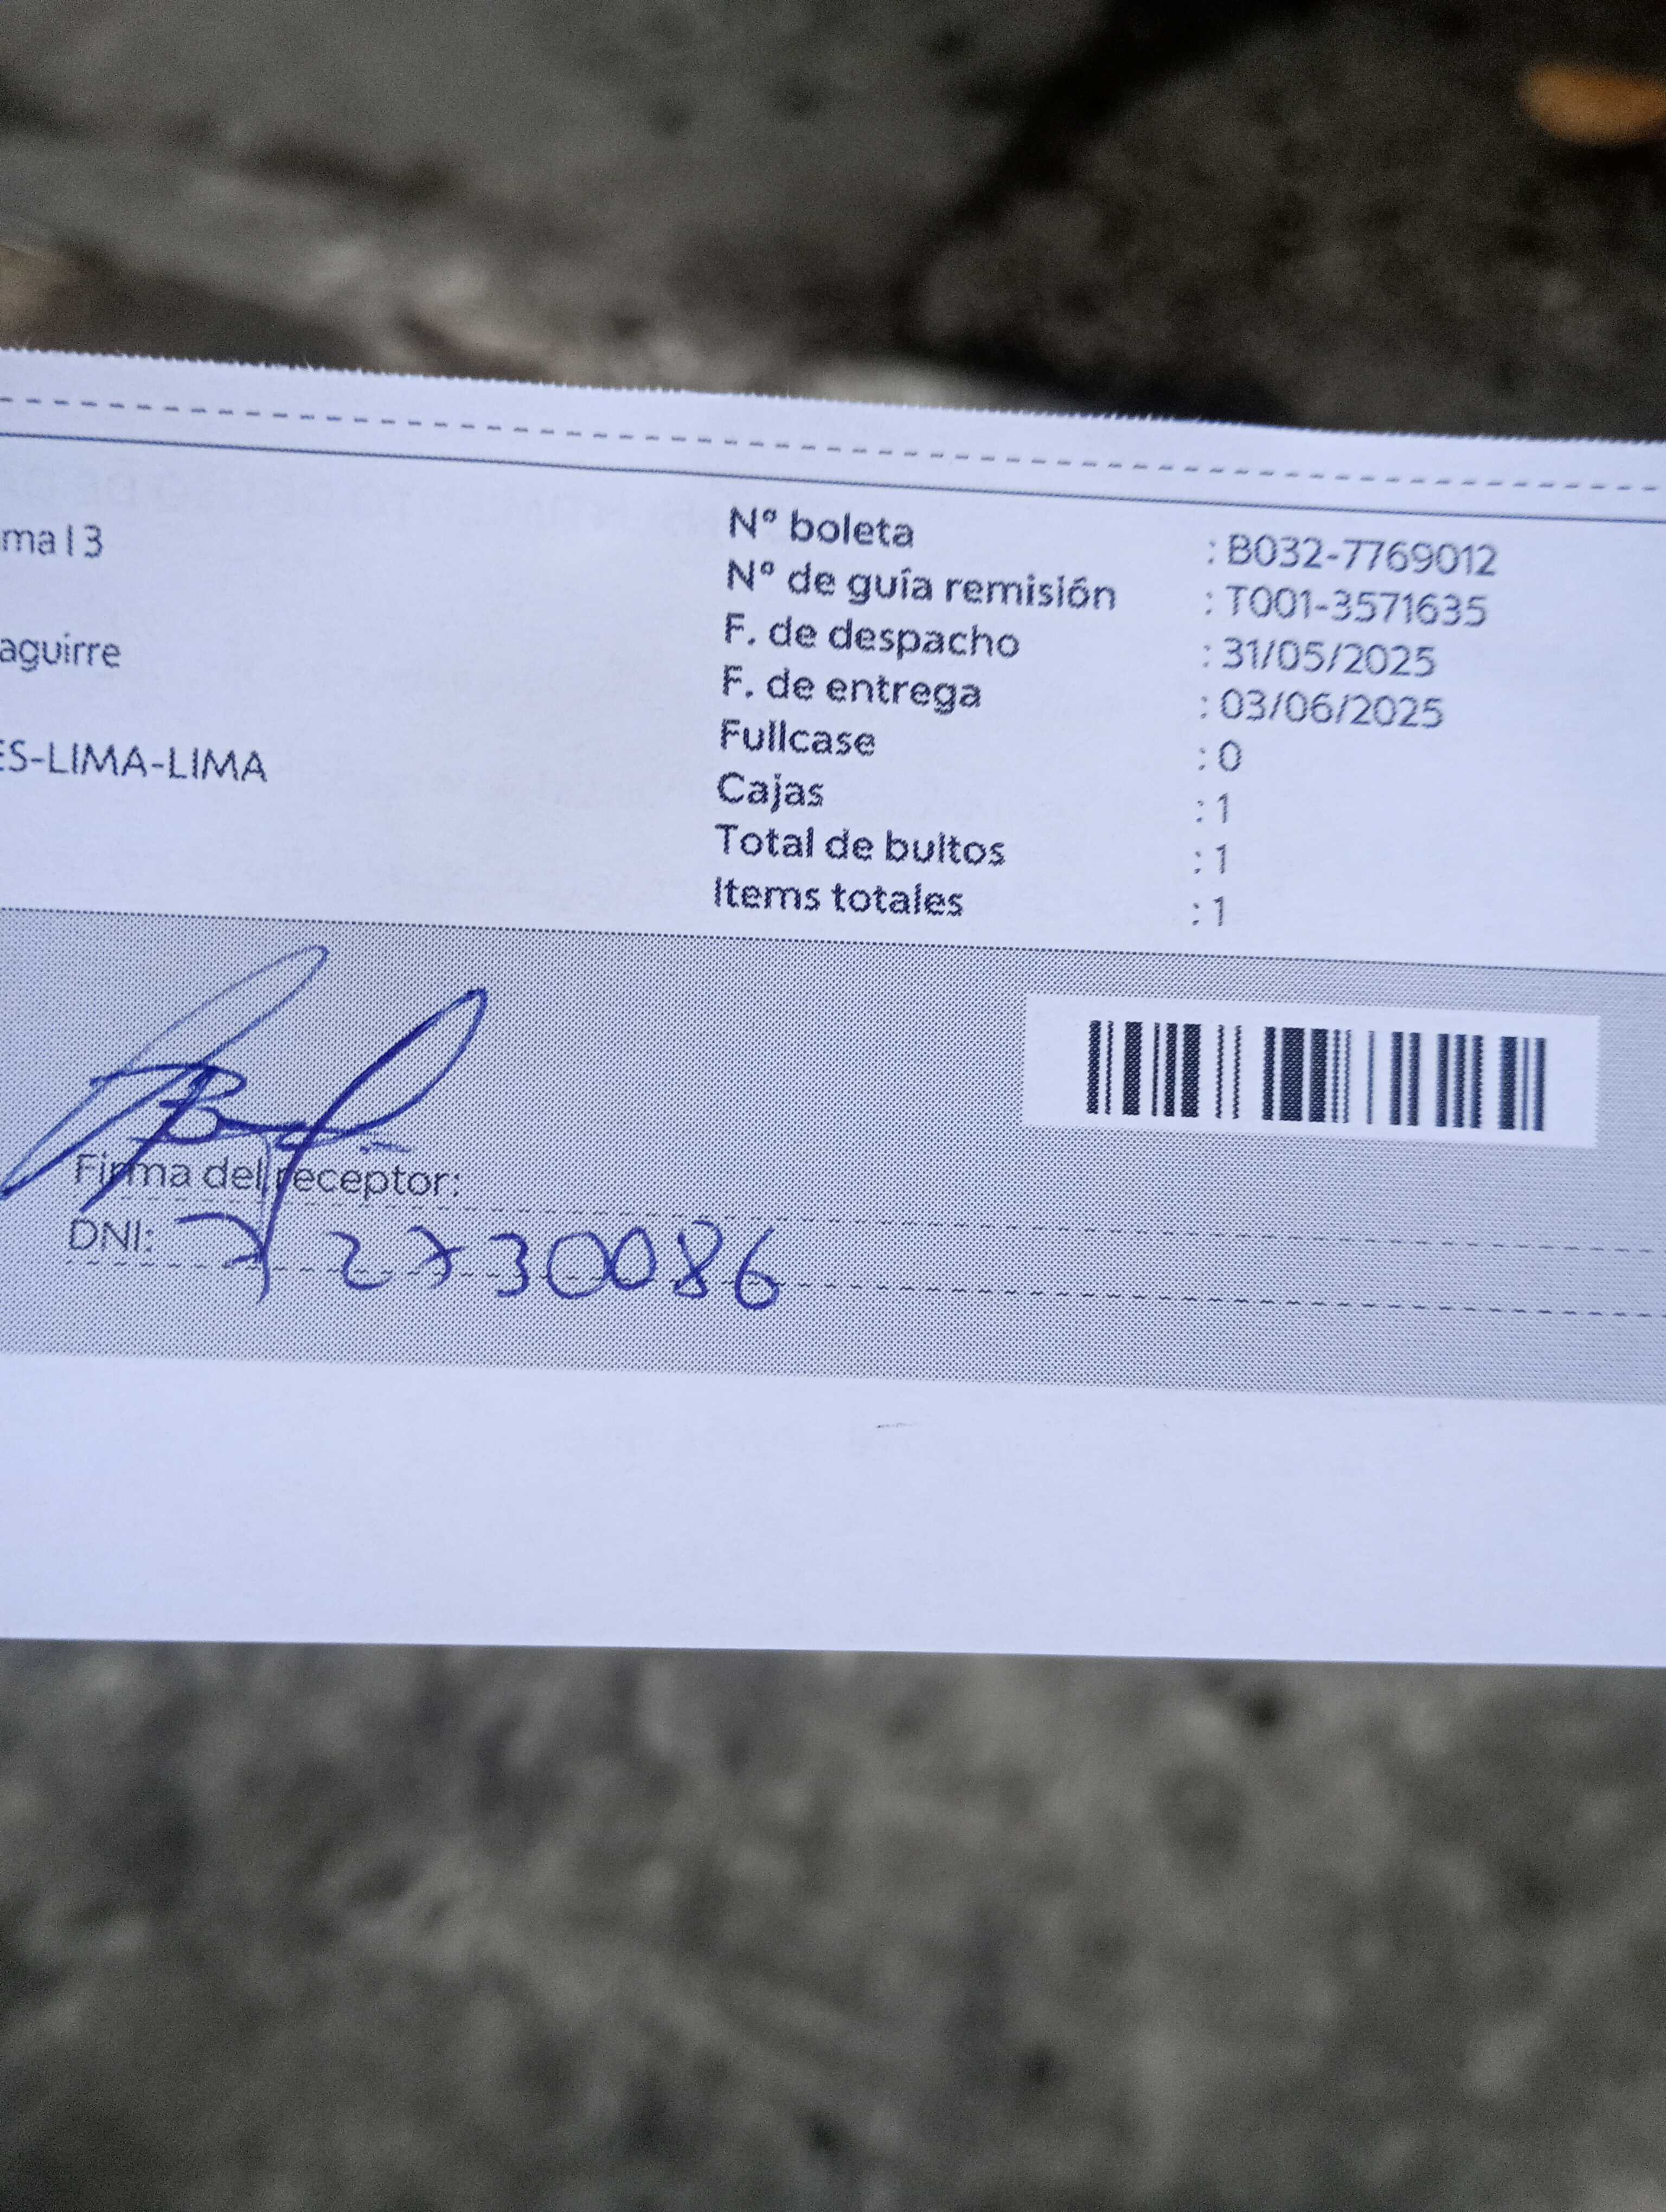 ma I 3
aguirre
ES-LIMA-LIMA
Nº boleta : B032-7769012
Nº de guía remisión : T001-3571635
F. de despacho : 31/05/2025
F. de entrega : 03/06/2025
Fullcase : 0
Cajas : 1
Total de bultos : 1
Items totales : 1
Firma del receptor:
DNI: 72730086